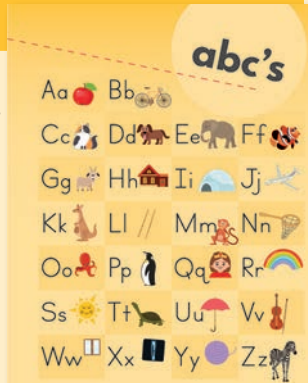 abc's
Aa Bb
Cc Dd Ee Ff
Gg Hh Ii Jj
Kk Ll Mm Nn
Oo Pp Qq Rr
Ss Tt Uu Vv
Ww Xx Yy Zz